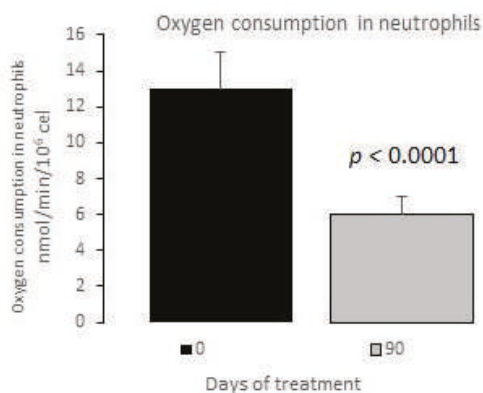 Oxygen consumption in neutrophils
Oxygen consumption in neutrophils
nmol/min/10⁶ cel
16
14
12
10
8
6
4
2
0
p < 0.0001
0 90
Days of treatment